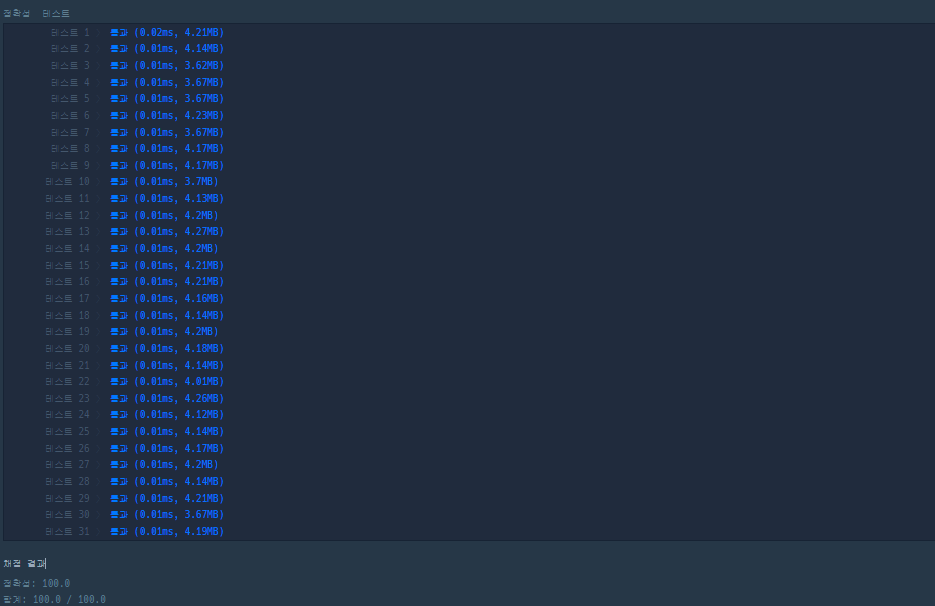 정확성 테스트
테스트 1 통과 (0.02ms, 4.21MB)
테스트 2 통과 (0.01ms, 4.14MB)
테스트 3 통과 (0.01ms, 3.62MB)
테스트 4 통과 (0.01ms, 3.67MB)
테스트 5 통과 (0.01ms, 3.67MB)
테스트 6 통과 (0.01ms, 4.23MB)
테스트 7 통과 (0.01ms, 3.67MB)
테스트 8 통과 (0.01ms, 4.17MB)
테스트 9 통과 (0.01ms, 4.17MB)
테스트 10 통과 (0.01ms, 3.7MB)
테스트 11 통과 (0.01ms, 4.13MB)
테스트 12 통과 (0.01ms, 4.2MB)
테스트 13 통과 (0.01ms, 4.27MB)
테스트 14 통과 (0.01ms, 4.2MB)
테스트 15 통과 (0.01ms, 4.21MB)
테스트 16 통과 (0.01ms, 4.21MB)
테스트 17 통과 (0.01ms, 4.16MB)
테스트 18 통과 (0.01ms, 4.14MB)
테스트 19 통과 (0.01ms, 4.2MB)
테스트 20 통과 (0.01ms, 4.18MB)
테스트 21 통과 (0.01ms, 4.14MB)
테스트 22 통과 (0.01ms, 4.01MB)
테스트 23 통과 (0.01ms, 4.26MB)
테스트 24 통과 (0.01ms, 4.12MB)
테스트 25 통과 (0.01ms, 4.14MB)
테스트 26 통과 (0.01ms, 4.17MB)
테스트 27 통과 (0.01ms, 4.2MB)
테스트 28 통과 (0.01ms, 4.14MB)
테스트 29 통과 (0.01ms, 4.21MB)
테스트 30 통과 (0.01ms, 3.67MB)
테스트 31 통과 (0.01ms, 4.19MB)
채점 결과
정확성: 100.0
합계: 100.0 / 100.0